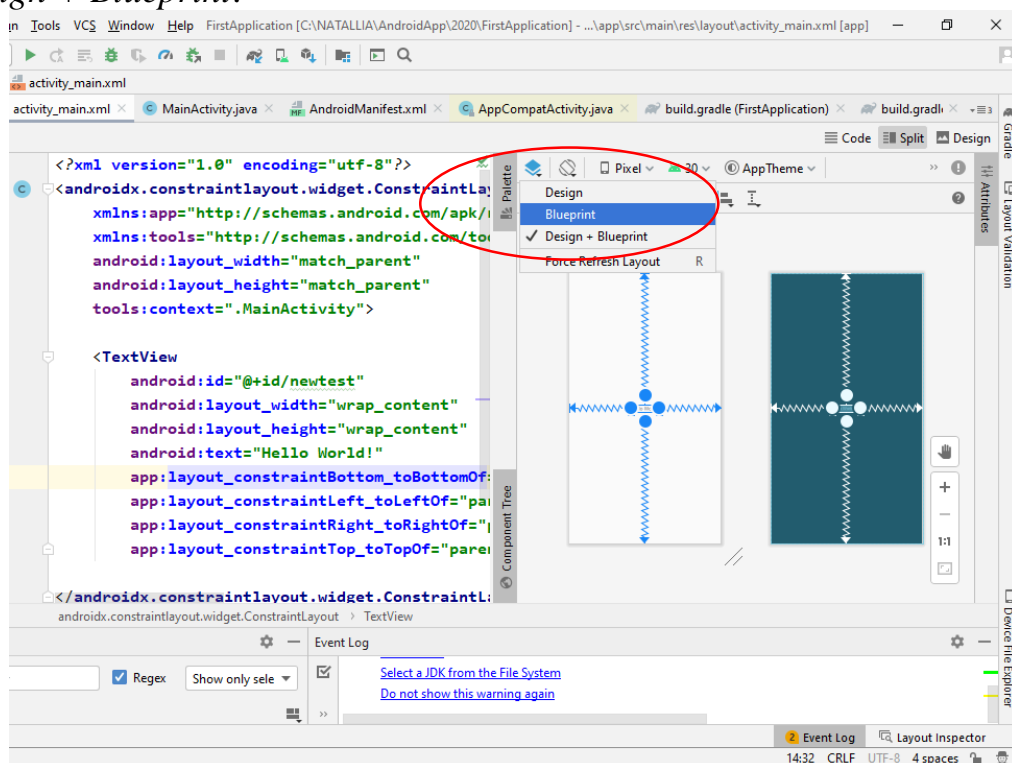 ign + Blueprint.
Tools VCS Window Help FirstApplication [C:\NATALLIA\AndroidApp\2020\FirstApplication] - ...\app\src\main\res\layout\activity_main.xml [app]
activity_main.xml
activity_main.xml MainActivity.java AndroidManifest.xml AppCompatActivity.java build.gradle (FirstApplication) build.gradl
Code Split Design
Gradle
<?xml version="1.0" encoding="utf-8"?>
<androidx.constraintlayout.widget.ConstraintLay
xmlns:app="http://schemas.android.com/apk/
xmlns:tools="http://schemas.android.com/to
android:layout_width="match_parent"
android:layout_height="match_parent"
tools:context=".MainActivity">
<TextView
android:id="@+id/newtest"
android:layout_width="wrap_content"
android:layout_height="wrap_content"
android:text="Hello World!"
app:layout_constraintBottom_toBottomOf=
app:layout_constraintLeft_toLeftOf="pa
app:layout_constraintRight_toRightOf="
app:layout_constraintTop_toTopOf="pare
</androidx.constraintlayout.widget.ConstraintL
Palette
Pixel 30 AppTheme
Design
Blueprint
Design + Blueprint
Force Refresh Layout R
Attributes
Layout Validation
Component Tree
1:1
androidx.constraintlayout.widget.ConstraintLayout > TextView
Event Log
Regex Show only sele
Select a JDK from the File System
Do not show this warning again
Device File Explorer
2 Event Log Layout Inspector
14:32 CRLF UTF-8 4 spaces